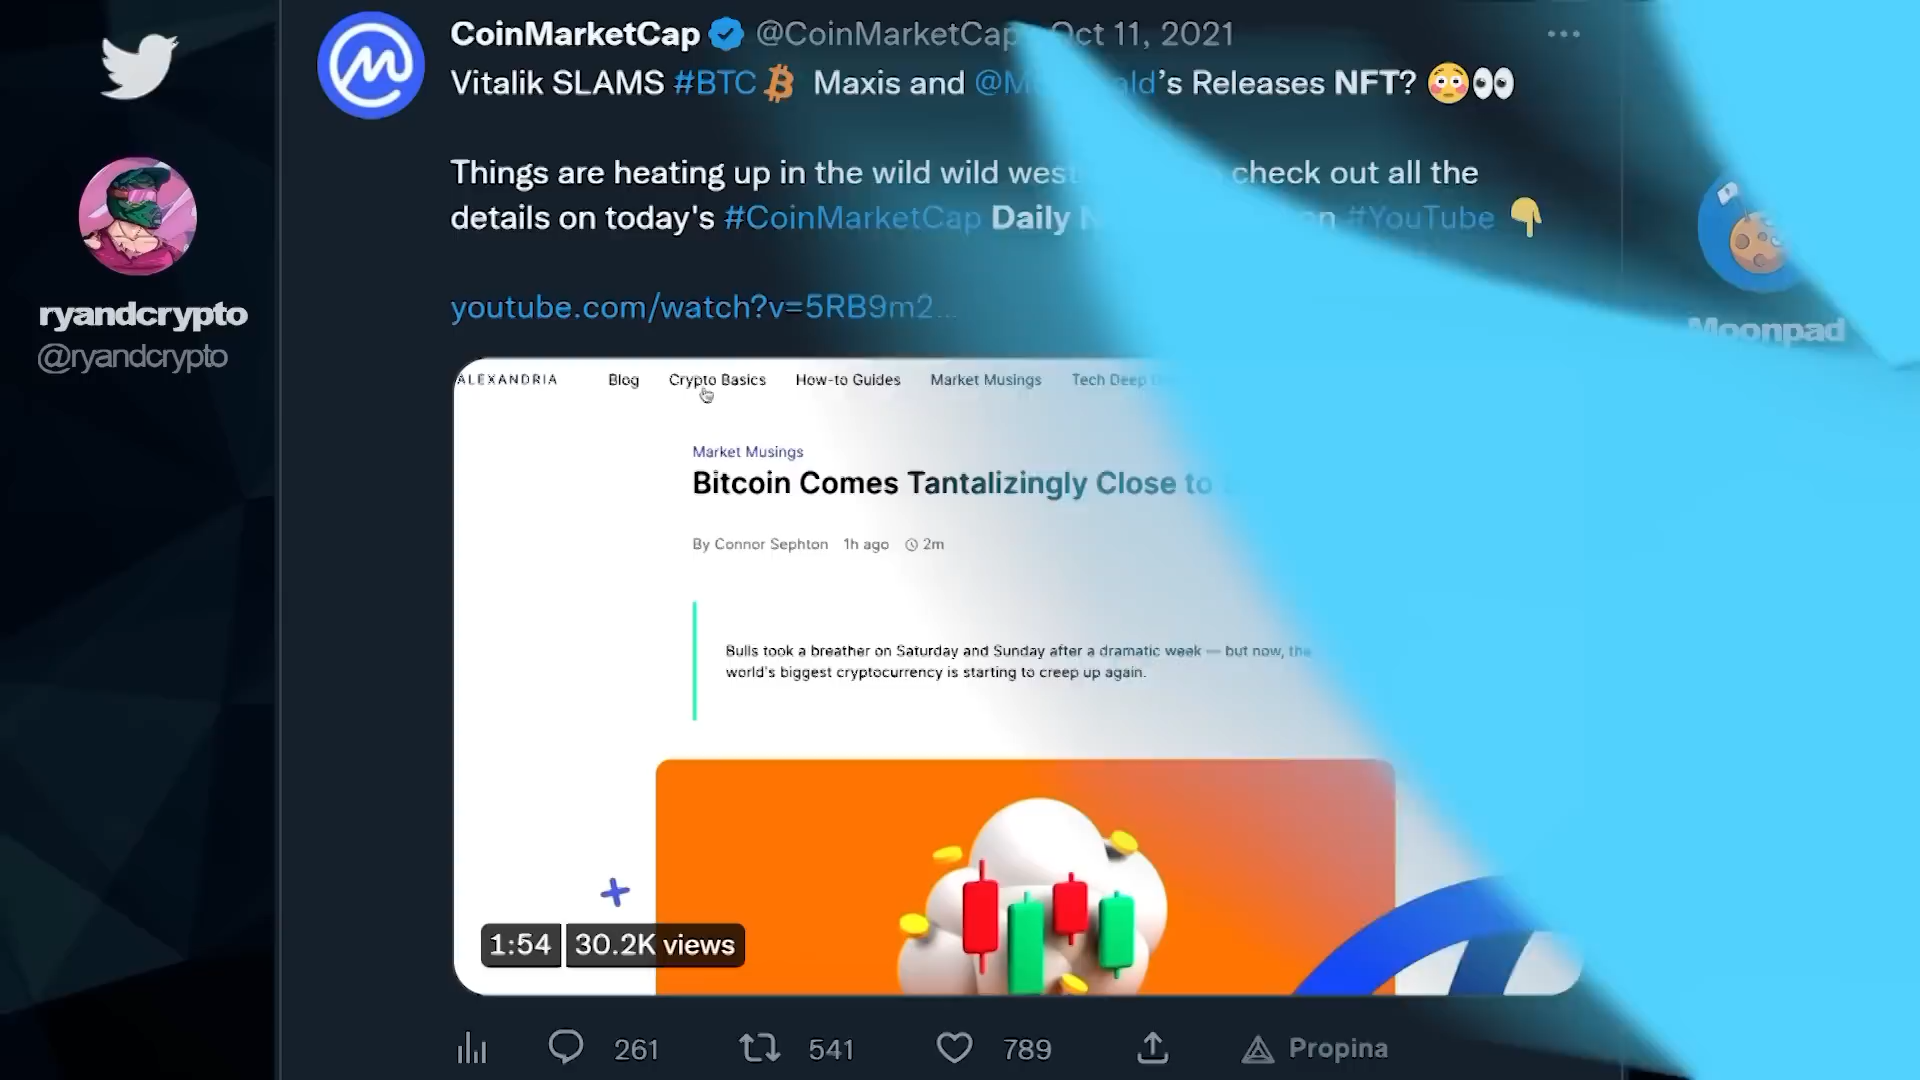 CoinMarketCap @CoinMarketCap Oct 11, 2021
Vitalik SLAMS #BTC Maxis and 's Releases NFT?
Things are heating up in the wild wild west check out all the
details on today's #CoinMarketCap Daily on #YouTube
youtube.com/watch?v=5RB9m2...
ryandcrypto
@ryandcrypto
Moonpad
ALEXANDRIA Blog Crypto Basics How-to Guides Market Musings Tech Deep
Market Musings
Bitcoin Comes Tantalizingly Close to
By Connor Sephton 1h ago 2m
Bulls took a breather on Saturday and Sunday after a dramatic week — but now, the
world's biggest cryptocurrency is starting to creep up again.
1:54 30.2K views
261 541 789 Propina